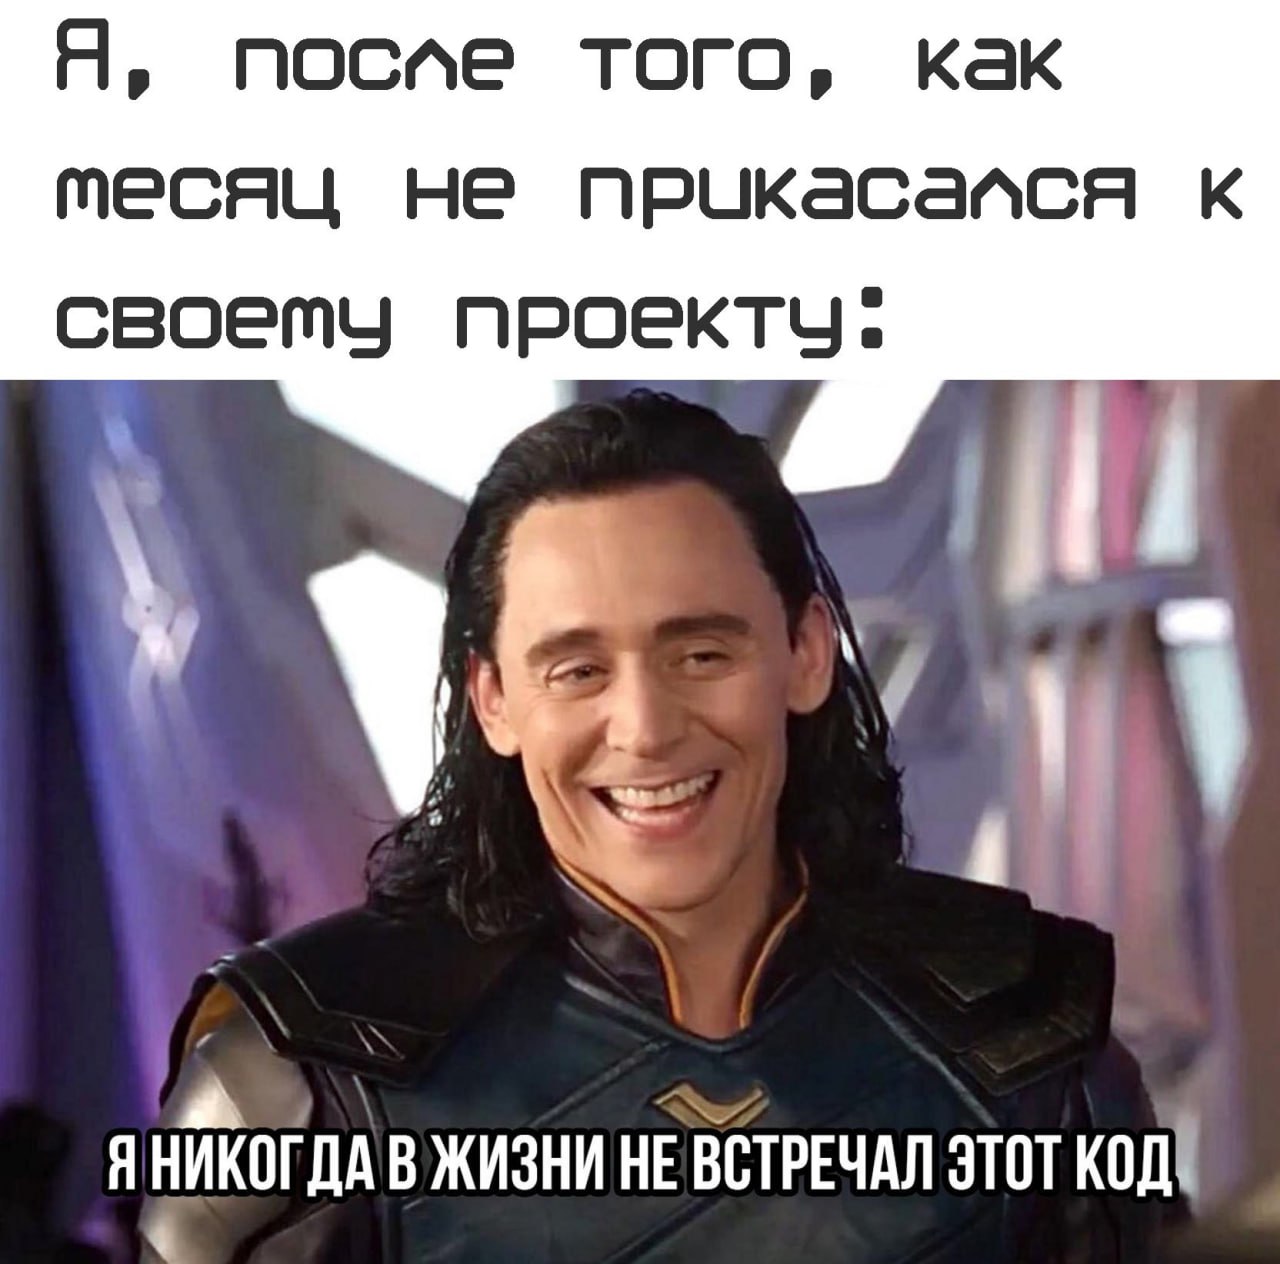 Я, после того, как
месяц не прикасался к
своему проекту:
Я НИКОГДА В ЖИЗНИ НЕ ВСТРЕЧАЛ ЭТОТ КОД